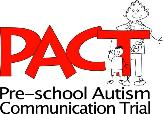 PACT
Pre-school Autism
Communication Trial